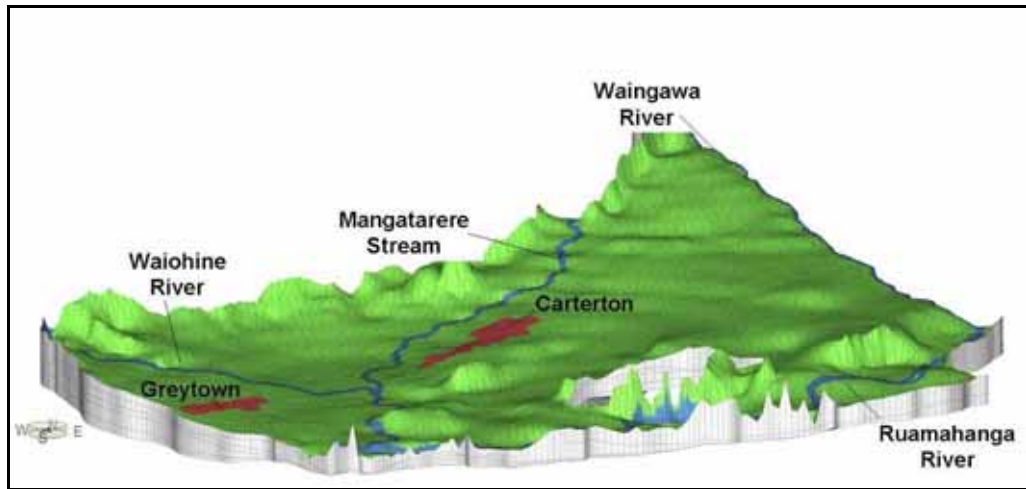 Waingawa
River
Mangatarere
Stream
Waiohine
River
Carterton
Greytown
W S E
Ruamahanga
River